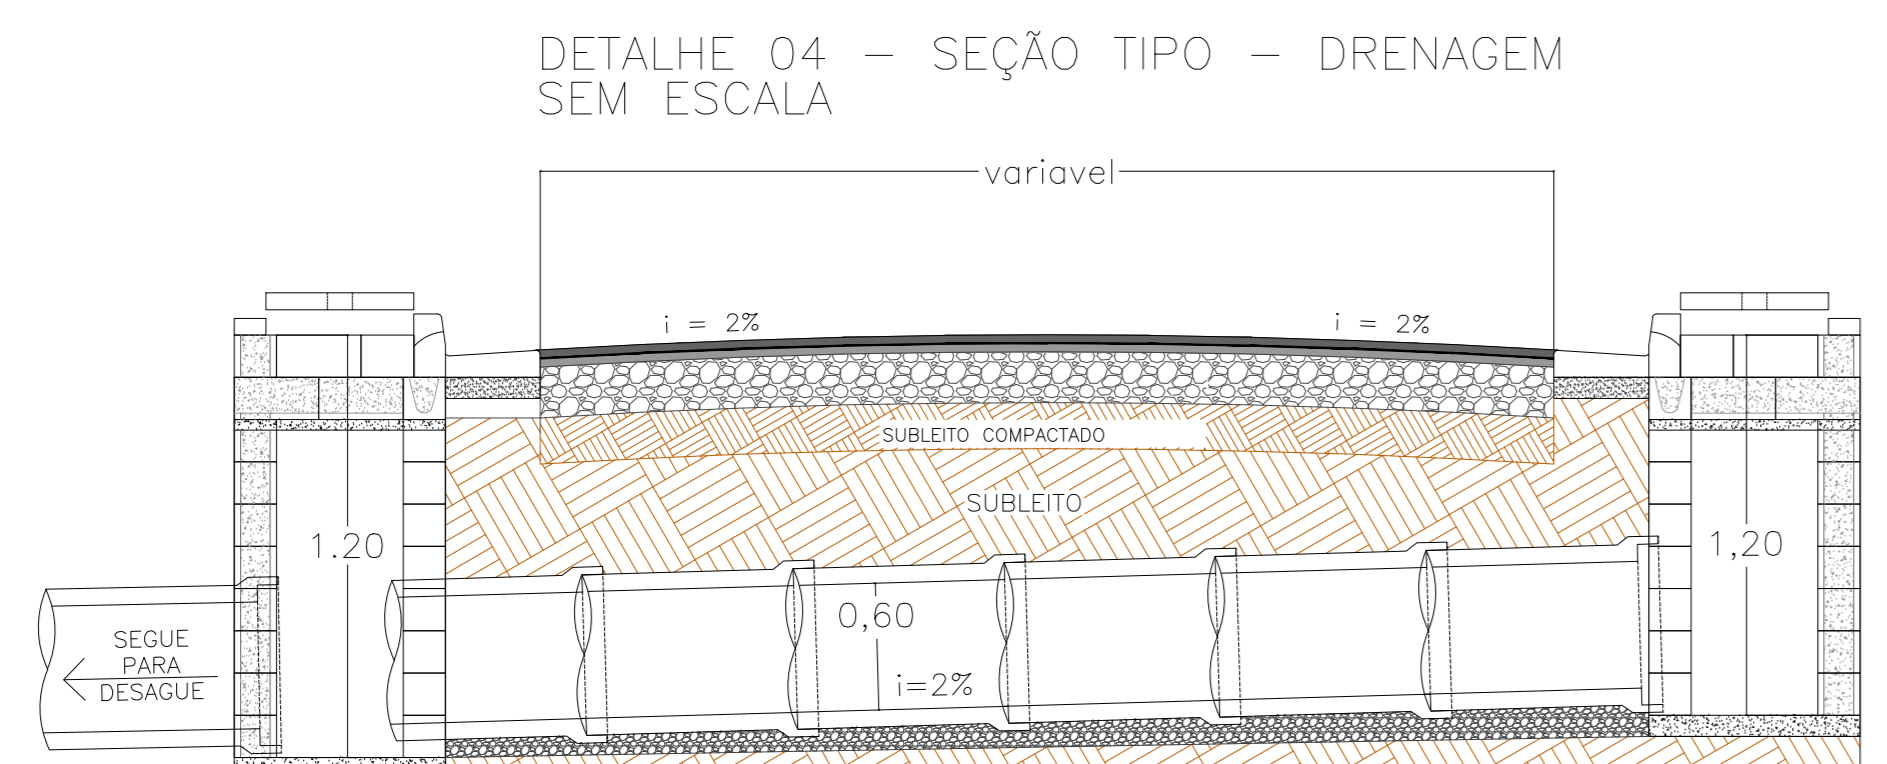 DETALHE 04 – SEÇÃO TIPO – DRENAGEM
SEM ESCALA
variavel
i = 2%
i = 2%
SUBLEITO COMPACTADO
SUBLEITO
1.20
1,20
0,60
i=2%
SEGUE
PARA
DESAGUE